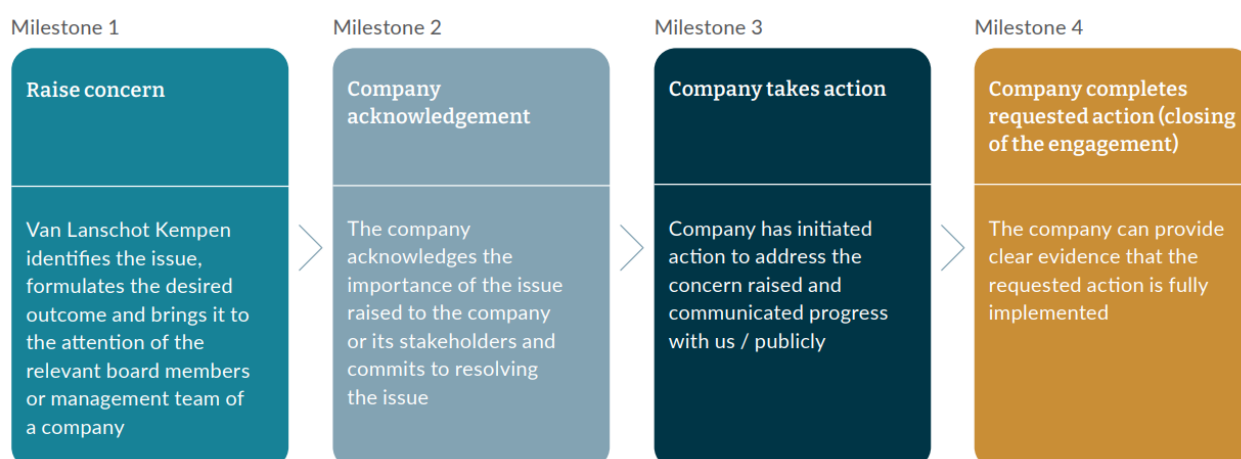 Milestone 1
Raise concern
Van Lanschot Kempen
identifies the issue,
formulates the desired
outcome and brings it to
the attention of the
relevant board members
or management team of
a company
Milestone 2
Company
acknowledgement
The company
acknowledges the
importance of the issue
raised to the company
or its stakeholders and
commits to resolving
the issue
Milestone 3
Company takes action
Company has initiated
action to address the
concern raised and
communicated progress
with us / publicly
Milestone 4
Company completes
requested action (closing
of the engagement)
The company can provide
clear evidence that the
requested action is fully
implemented